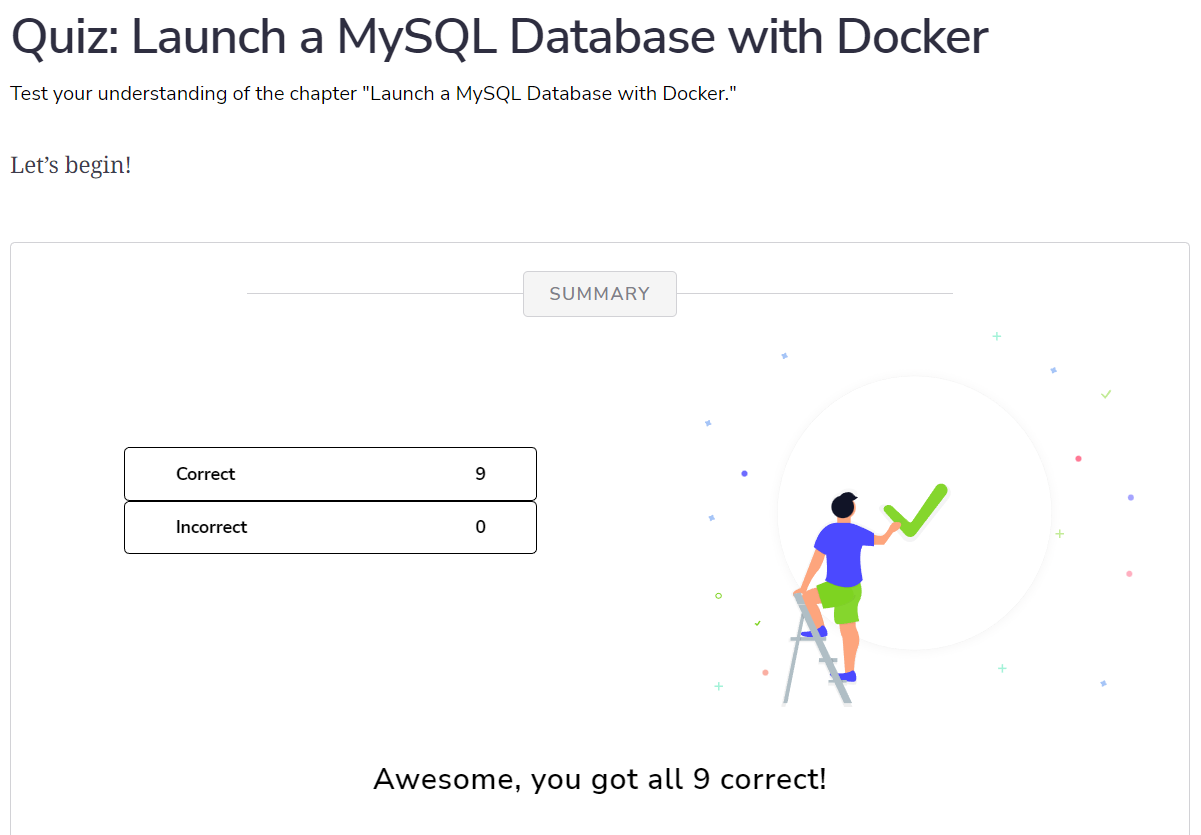 Quiz: Launch a MySQL Database with Docker
Test your understanding of the chapter "Launch a MySQL Database with Docker."
Let’s begin!
SUMMARY
Correct 9
Incorrect 0
Awesome, you got all 9 correct!